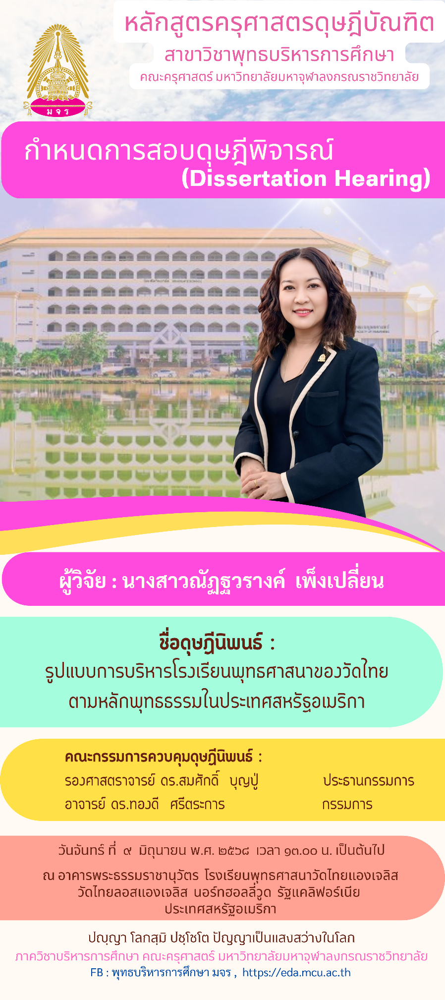 หลักสูตรครุศาสตรดุษฎีบัณฑิต
สาขาวิชาพุทธบริหารการศึกษา
คณะครุศาสตร์ มหาวิทยาลัยมหาจุฬาลงกรณราชวิทยาลัย
มจร
กำหนดการสอบดุษฎีพิจารณ์
(Dissertation Hearing)
ผู้วิจัย : นางสาวณัฏฐวรางค์ เพ็งเปลี่ยน
ชื่อดุษฎีนิพนธ์ :
รูปแบบการบริหารโรงเรียนพุทธศาสนาของวัดไทย
ตามหลักพุทธธรรมในประเทศสหรัฐอเมริกา
คณะกรรมการควบคุมดุษฎีนิพนธ์ :
รองศาสตราจารย์ ดร.สมศักดิ์ บุญปู่ ประธานกรรมการ
อาจารย์ ดร.ทองดี ศรีตระการ กรรมการ
วันจันทร์ ที่ ๙ มิถุนายน พ.ศ. ๒๕๖๘ เวลา ๑๓.๐๐ น. เป็นต้นไป
ณ อาคารพระธรรมราชานุวัตร โรงเรียนพุทธศาสนาวัดไทยแองเจลิส
วัดไทยลอสแองเจลิส นอร์ทฮอลลี่วูด รัฐแคลิฟอร์เนีย
ประเทศสหรัฐอเมริกา
ปญฺญา โลกสฺมิ ปชฺโชโต ปัญญาเป็นแสงสว่างในโลก
ภาควิชาบริหารการศึกษา คณะครุศาสตร์ มหาวิทยาลัยมหาจุฬาลงกรณราชวิทยาลัย
FB : พุทธบริหารการศึกษา มจร , https://eda.mcu.ac.th